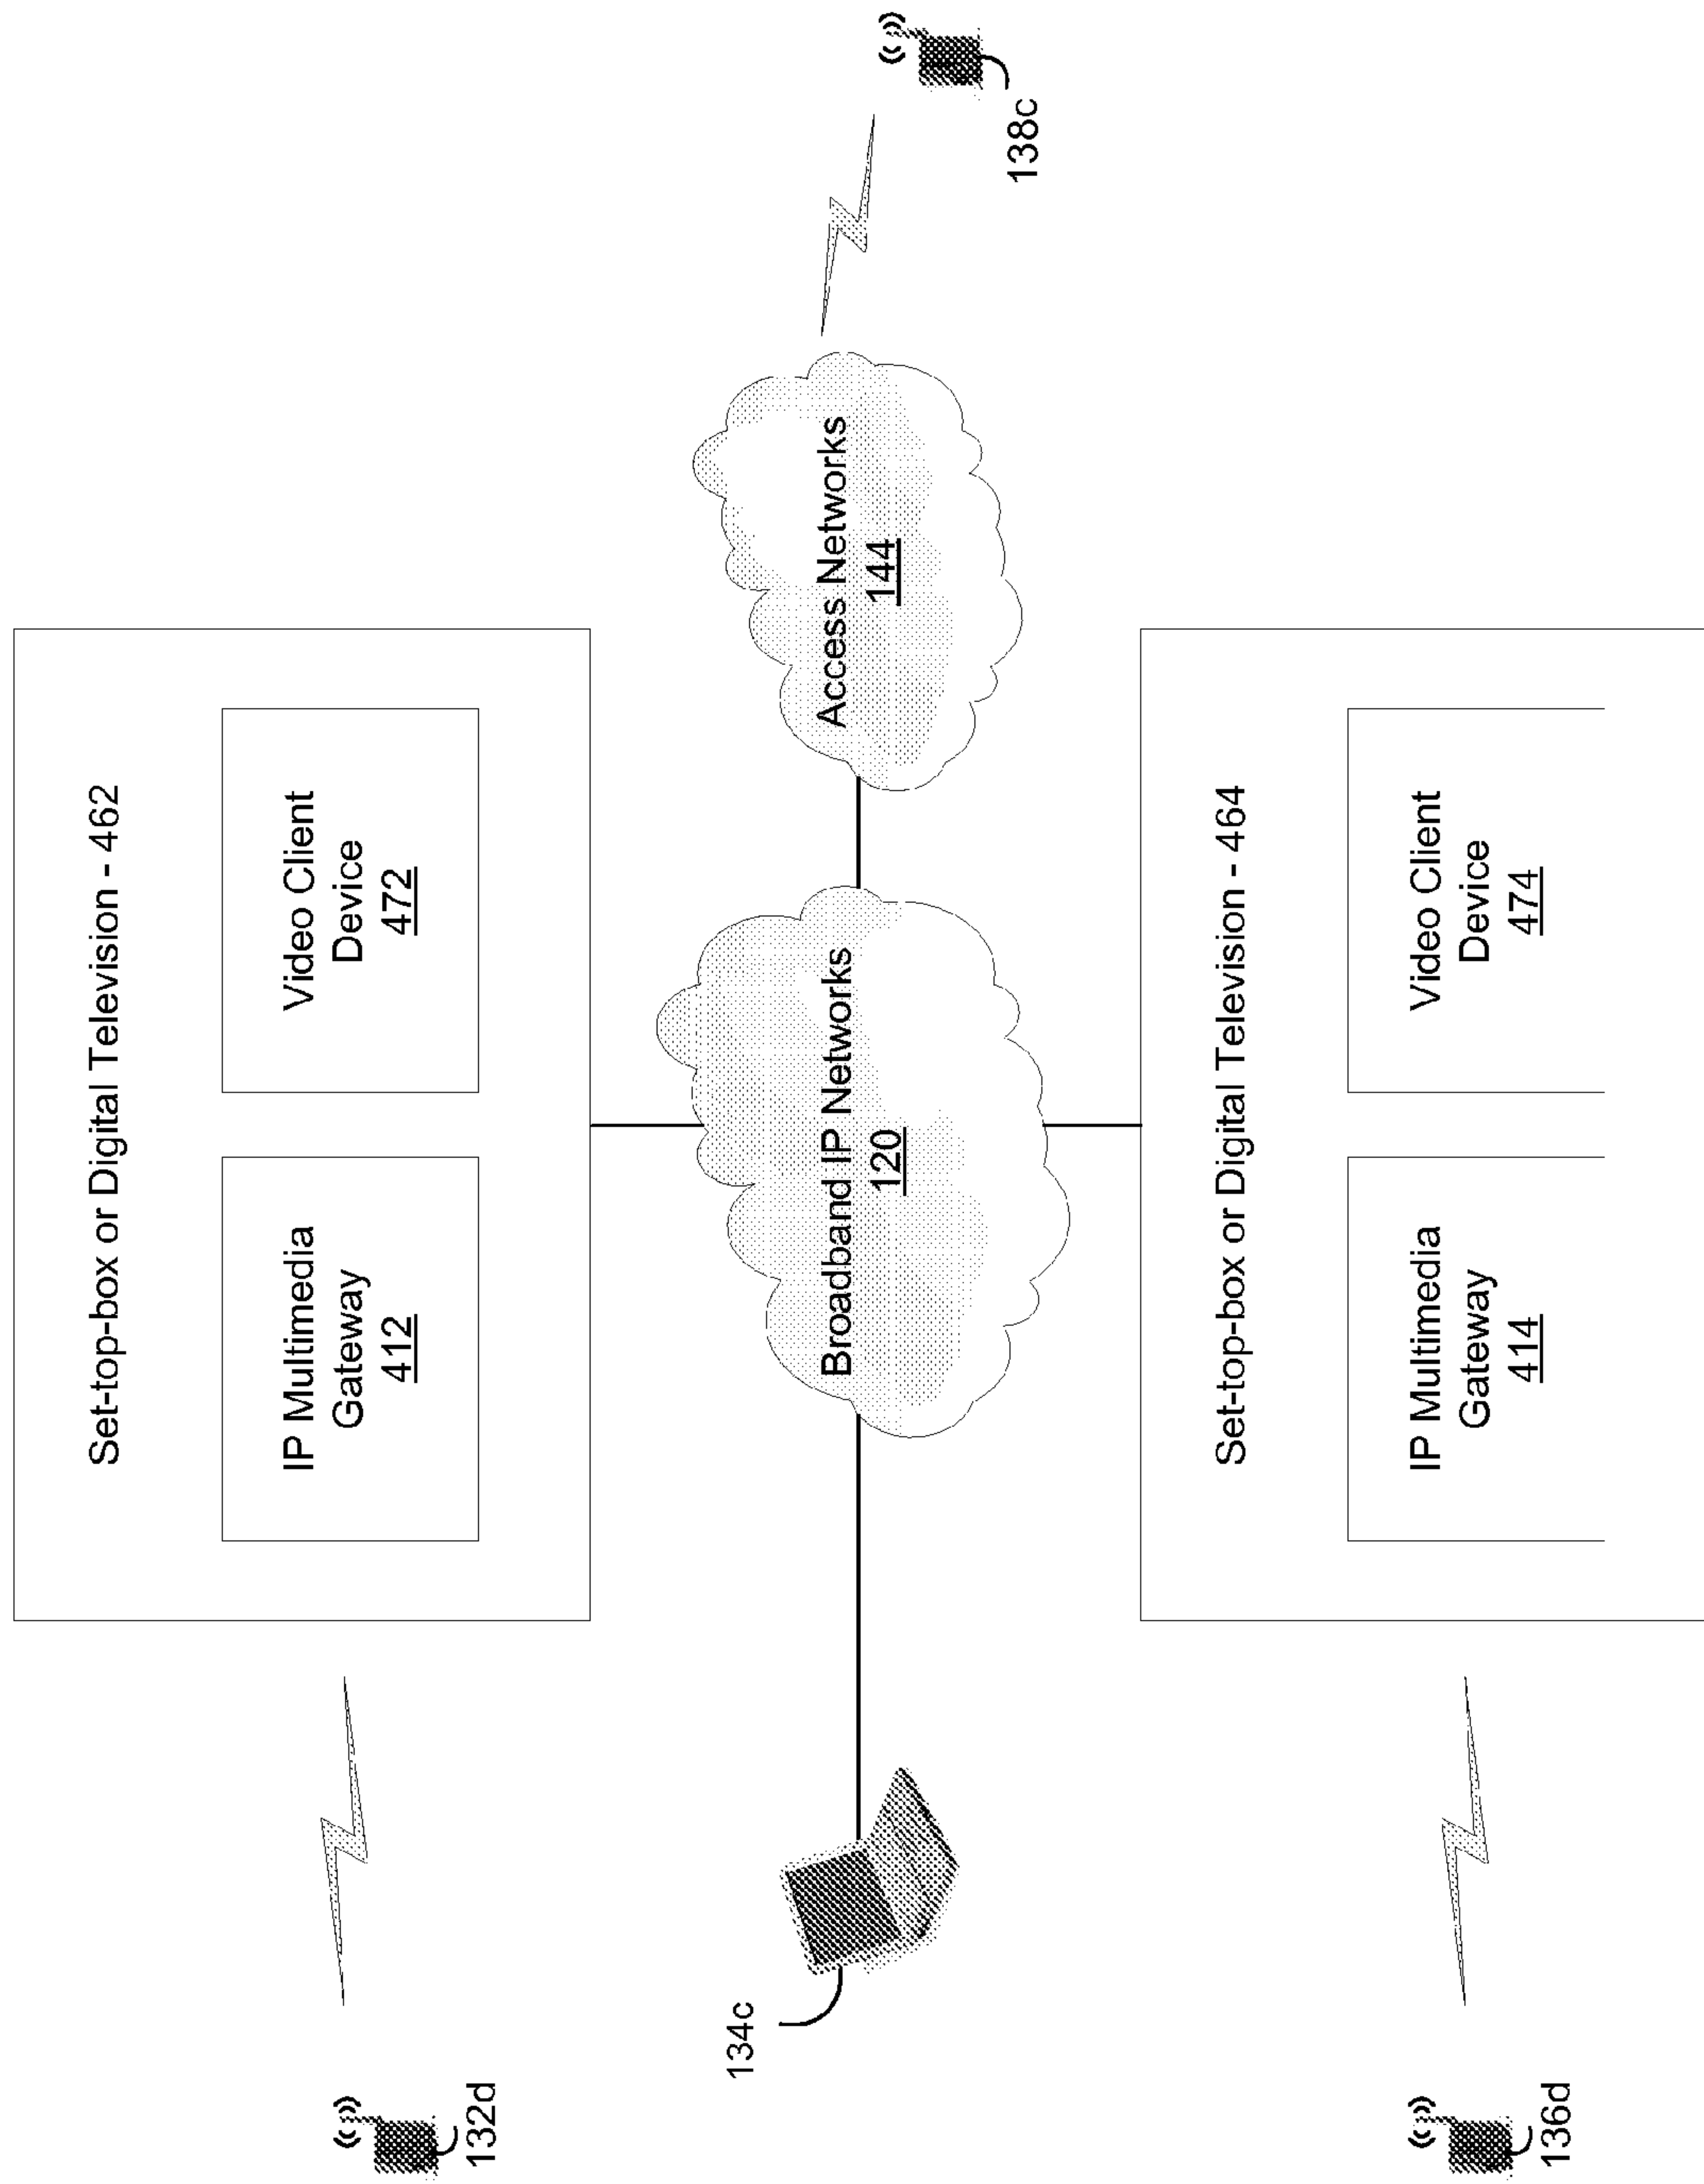 Set-top-box or Digital Television - 462
IP Multimedia
Gateway
412
Video Client
Device
472
132d
138c
134c
Broadband IP Networks
120
Access Networks
144
Set-top-box or Digital Television - 464
IP Multimedia
Gateway
414
Video Client
Device
474
136d